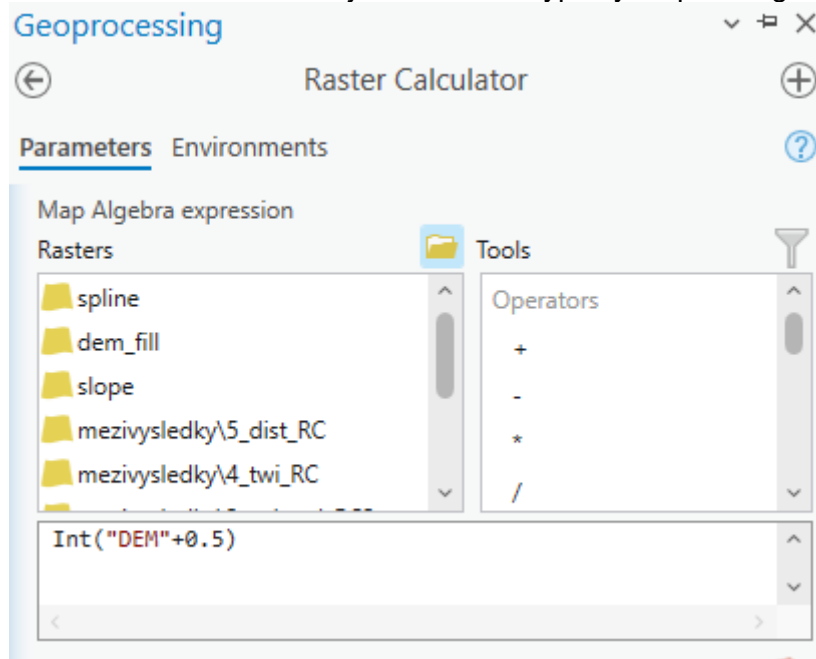 Geoprocessing
Raster Calculator
Parameters Environments
Map Algebra expression
Rasters Tools
spline Operators
dem_fill +
slope -
mezivysledky\5_dist_RC *
mezivysledky\4_twi_RC /
Int("DEM"+0.5)